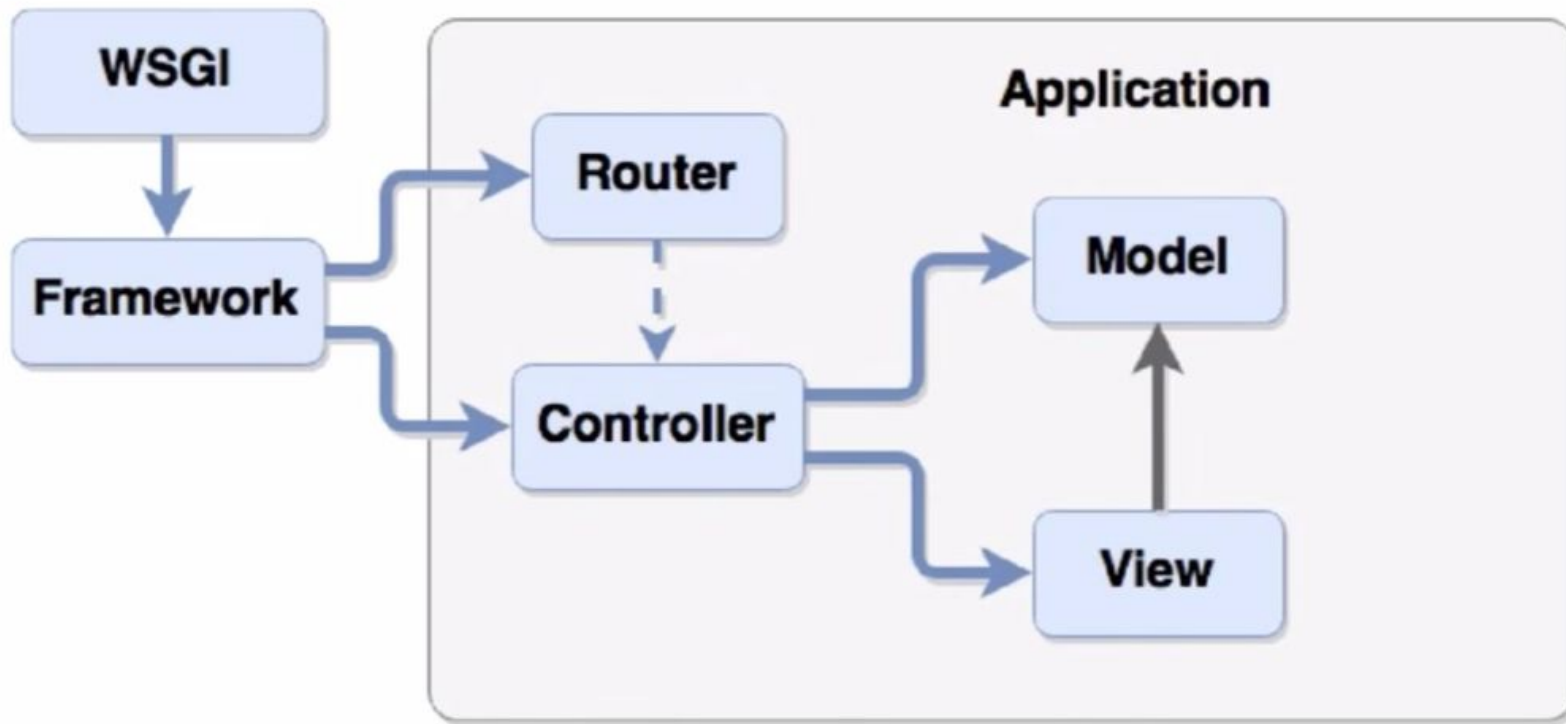 WSGI
Application
Router
Framework
Model
Controller
View